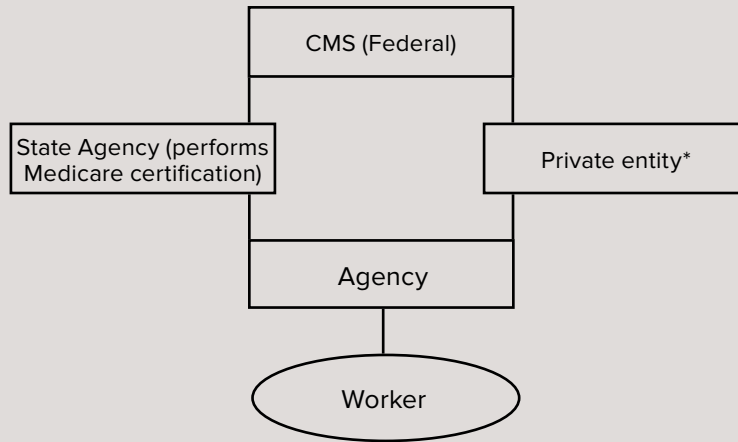 CMS (Federal)
State Agency (performs
Medicare certification)
Private entity*
Agency
Worker